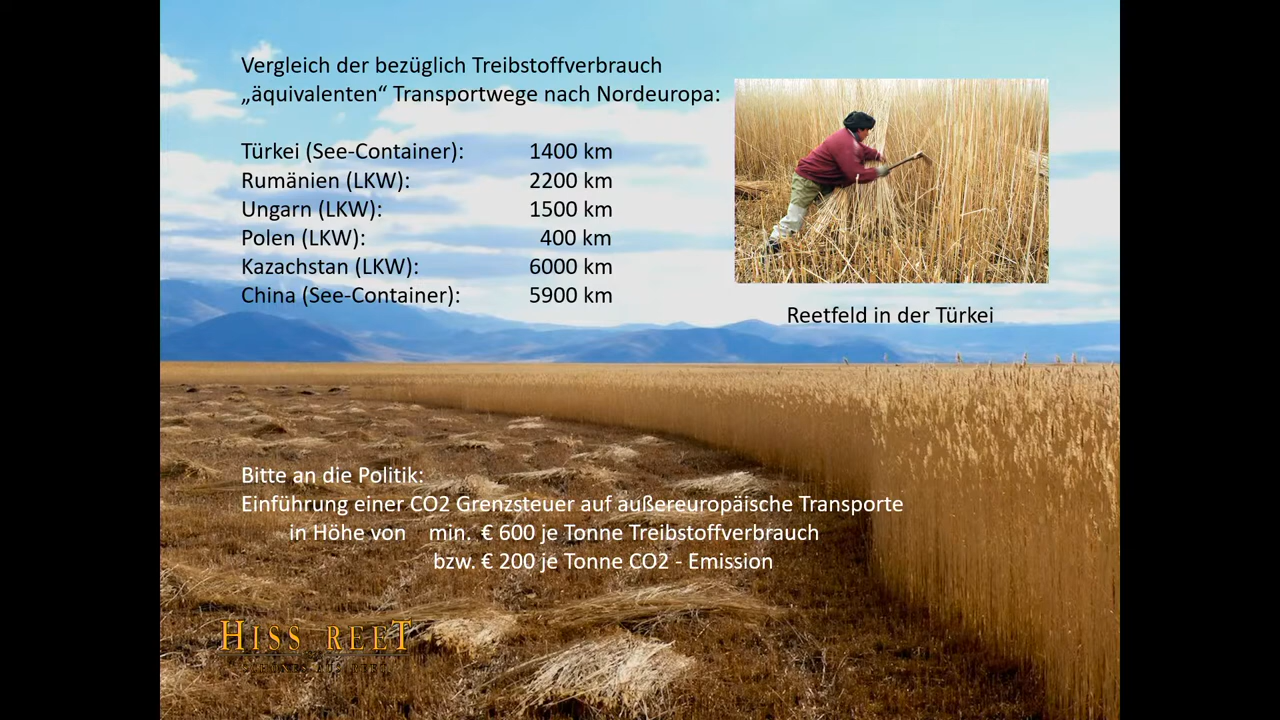 Vergleich der bezüglich Treibstoffverbrauch
„äquivalenten“ Transportwege nach Nordeuropa:
Türkei (See-Container): 1400 km
Rumänien (LKW): 2200 km
Ungarn (LKW): 1500 km
Polen (LKW): 400 km
Kazachstan (LKW): 6000 km
China (See-Container): 5900 km
Reetfeld in der Türkei
Bitte an die Politik:
Einführung einer CO2 Grenzsteuer auf außereuropäische Transporte
in Höhe von min. € 600 je Tonne Treibstoffverbrauch
bzw. € 200 je Tonne CO2 - Emission
HISS REET